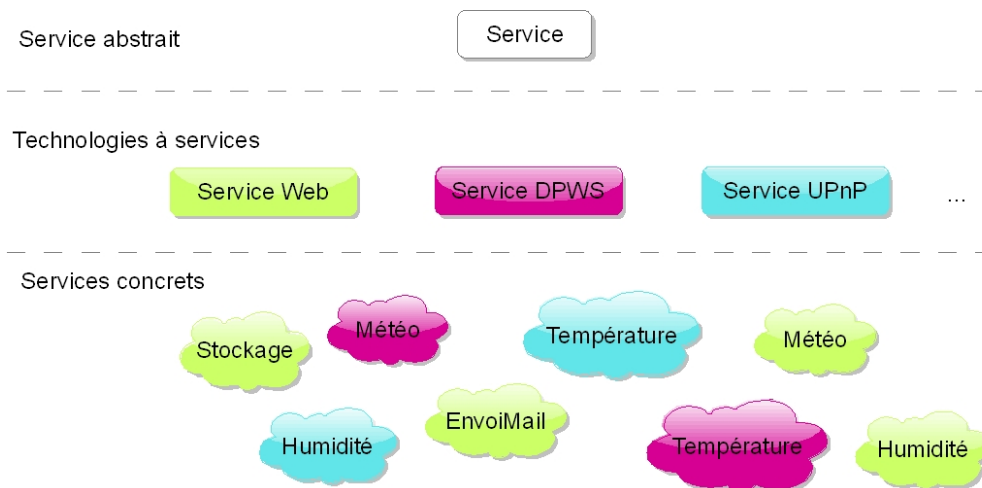 Service abstrait
Service
Technologies à services
Service Web
Service DPWS
Service UPnP
...
Services concrets
Stockage
Météo
Température
Météo
Humidité
EnvoiMail
Température
Humidité